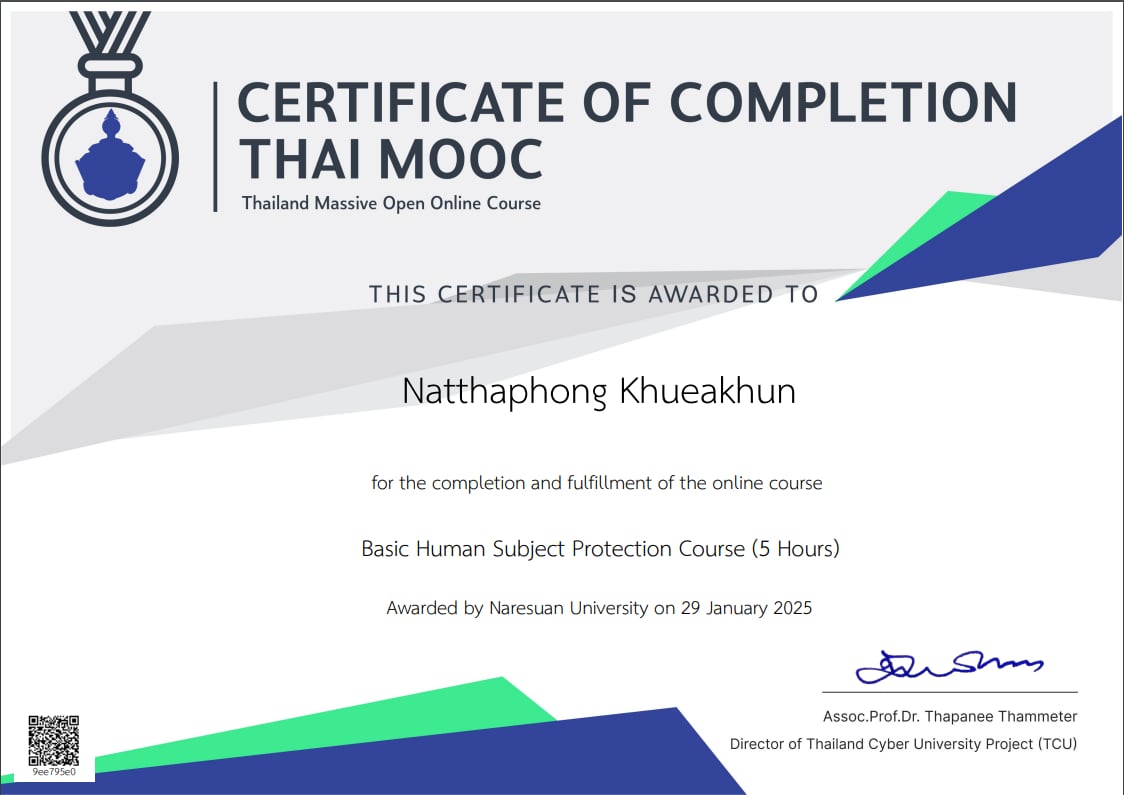 CERTIFICATE OF COMPLETION
THAI MOOC
Thailand Massive Open Online Course
THIS CERTIFICATE IS AWARDED TO
Natthaphong Khueakhun
for the completion and fulfillment of the online course
Basic Human Subject Protection Course (5 Hours)
Awarded by Naresuan University on 29 January 2025
Assoc.Prof.Dr. Thapanee Thammeter
Director of Thailand Cyber University Project (TCU)
9ee795e0